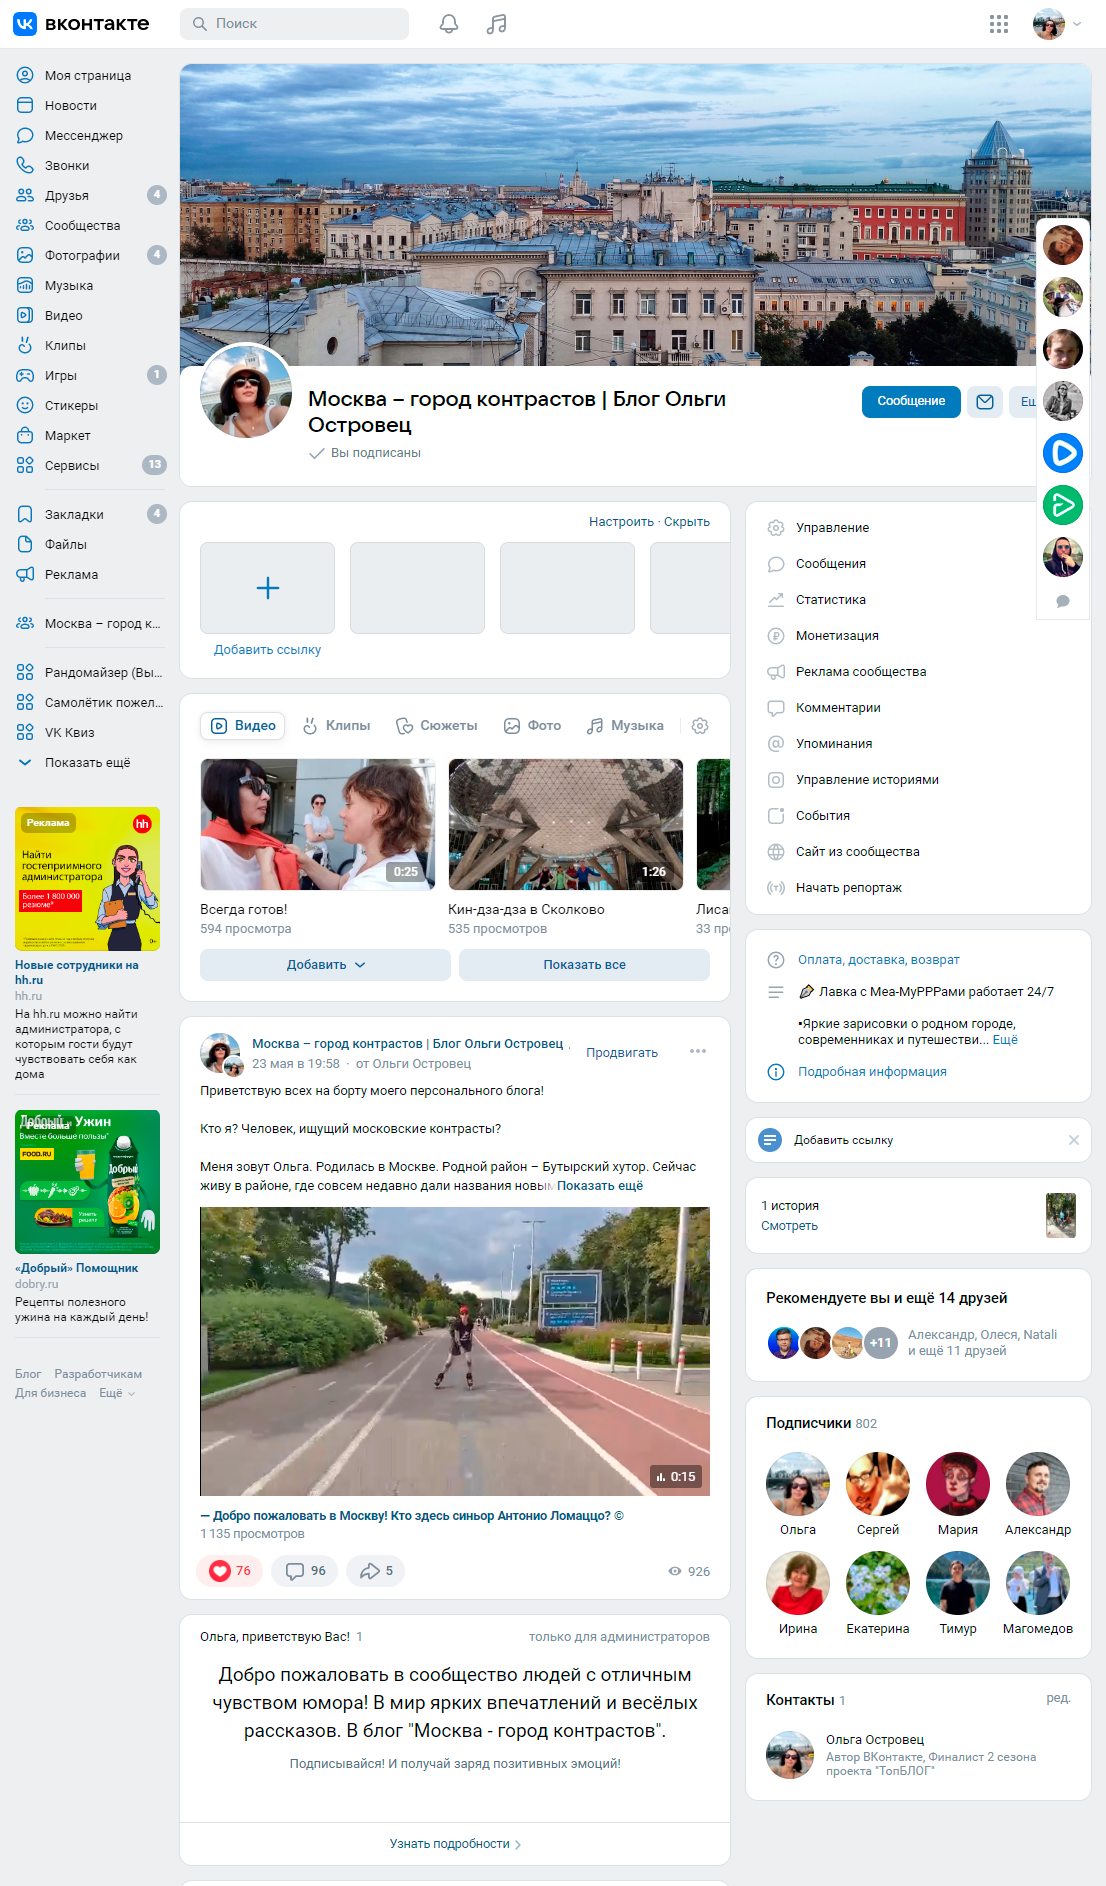 вконтакте
Поиск
Моя страница
Новости
Мессенджер
Звонки
Друзья 4
Сообщества
Фотографии 4
Музыка
Видео
Клипы
Игры 1
Стикеры
Маркет
Сервисы 13
Закладки 4
Файлы
Реклама
Москва – город к...
Рандомайзер (Вы...
Самолётик пожел...
VK Квиз
Показать ещё
Реклама
hh
Найти
гостеприимного
администратора
Более 1 800 000
резюме*
0+
Новые сотрудники на
hh.ru
hh.ru
На hh.ru можно найти
администратора, с
которым гости будут
чувствовать себя как
дома
Добрый Ужин
Реклама
Вместе больше пользы*
FOOD.RU
Добрый
Узнать
рецепт
«Добрый» Помощник
dobry.ru
Рецепты полезного
ужина на каждый день!
Блог Разработчикам
Для бизнеса Ещё
Москва – город контрастов | Блог Ольги
Островец
Вы подписаны
Сообщение
Ещ
Настроить · Скрыть
Добавить ссылку
Видео Клипы Сюжеты Фото Музыка
0:25
1:26
Всегда готов!
594 просмотра
Кин-дза-дза в Сколково
535 просмотров
Лиса
33 пр
Добавить
Показать все
Москва – город контрастов | Блог Ольги Островец
23 мая в 19:58 · от Ольги Островец
Продвигать
Приветствую всех на борту моего персонального блога!
Кто я? Человек, ищущий московские контрасты?
Меня зовут Ольга. Родилась в Москве. Родной район – Бутырский хутор. Сейчас
живу в районе, где совсем недавно дали названия новым Показать ещё
0:15
— Добро пожаловать в Москву! Кто здесь синьор Антонио Ломаццо? ©
1 135 просмотров
76 96 5 926
Ольга, приветствую Вас! 1
только для администраторов
Добро пожаловать в сообщество людей с отличным
чувством юмора! В мир ярких впечатлений и весёлых
рассказов. В блог "Москва - город контрастов".
Подписывайся! И получай заряд позитивных эмоций!
Узнать подробности
Управление
Сообщения
Статистика
Монетизация
Реклама сообщества
Комментарии
Упоминания
Управление историями
События
Сайт из сообщества
Начать репортаж
Оплата, доставка, возврат
Лавка с Меа-МуРРРами работает 24/7
•Яркие зарисовки о родном городе,
современниках и путешестви... Ещё
Подробная информация
Добавить ссылку
1 история
Смотреть
Рекомендуете вы и ещё 14 друзей
+11
Александр, Олеся, Natali
и ещё 11 друзей
Подписчики 802
Ольга Сергей Мария Александр
Ирина Екатерина Тимур Магомедов
Контакты 1
ред.
Ольга Островец
Автор ВКонтакте, Финалист 2 сезона
проекта "ТопБЛОГ"